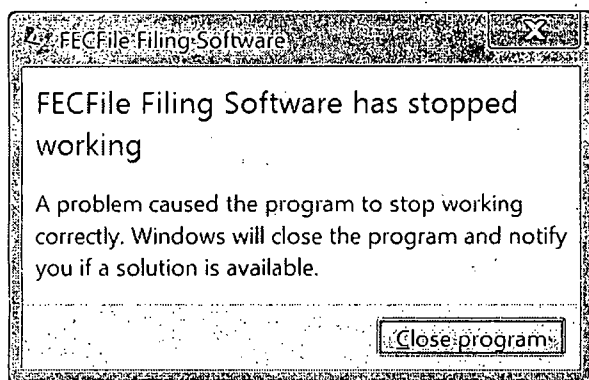 FECFile Filing Software
FECFile Filing Software has stopped
working
A problem caused the program to stop working
correctly. Windows will close the program and notify
you if a solution is available.
Close program